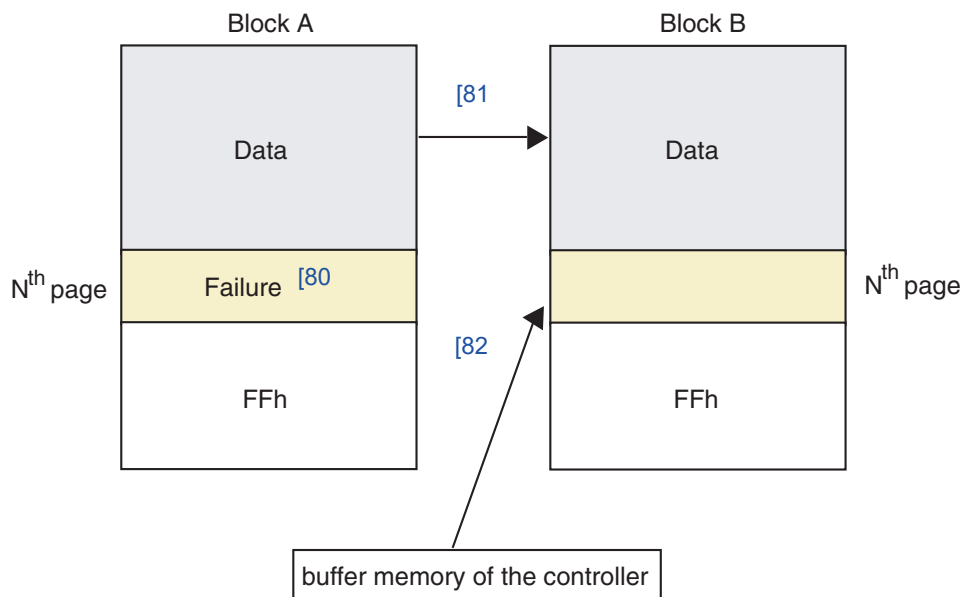 Block A
Block B
[81
Data
Data
Nth page
Failure [80
Nth page
[82
FFh
FFh
buffer memory of the controller